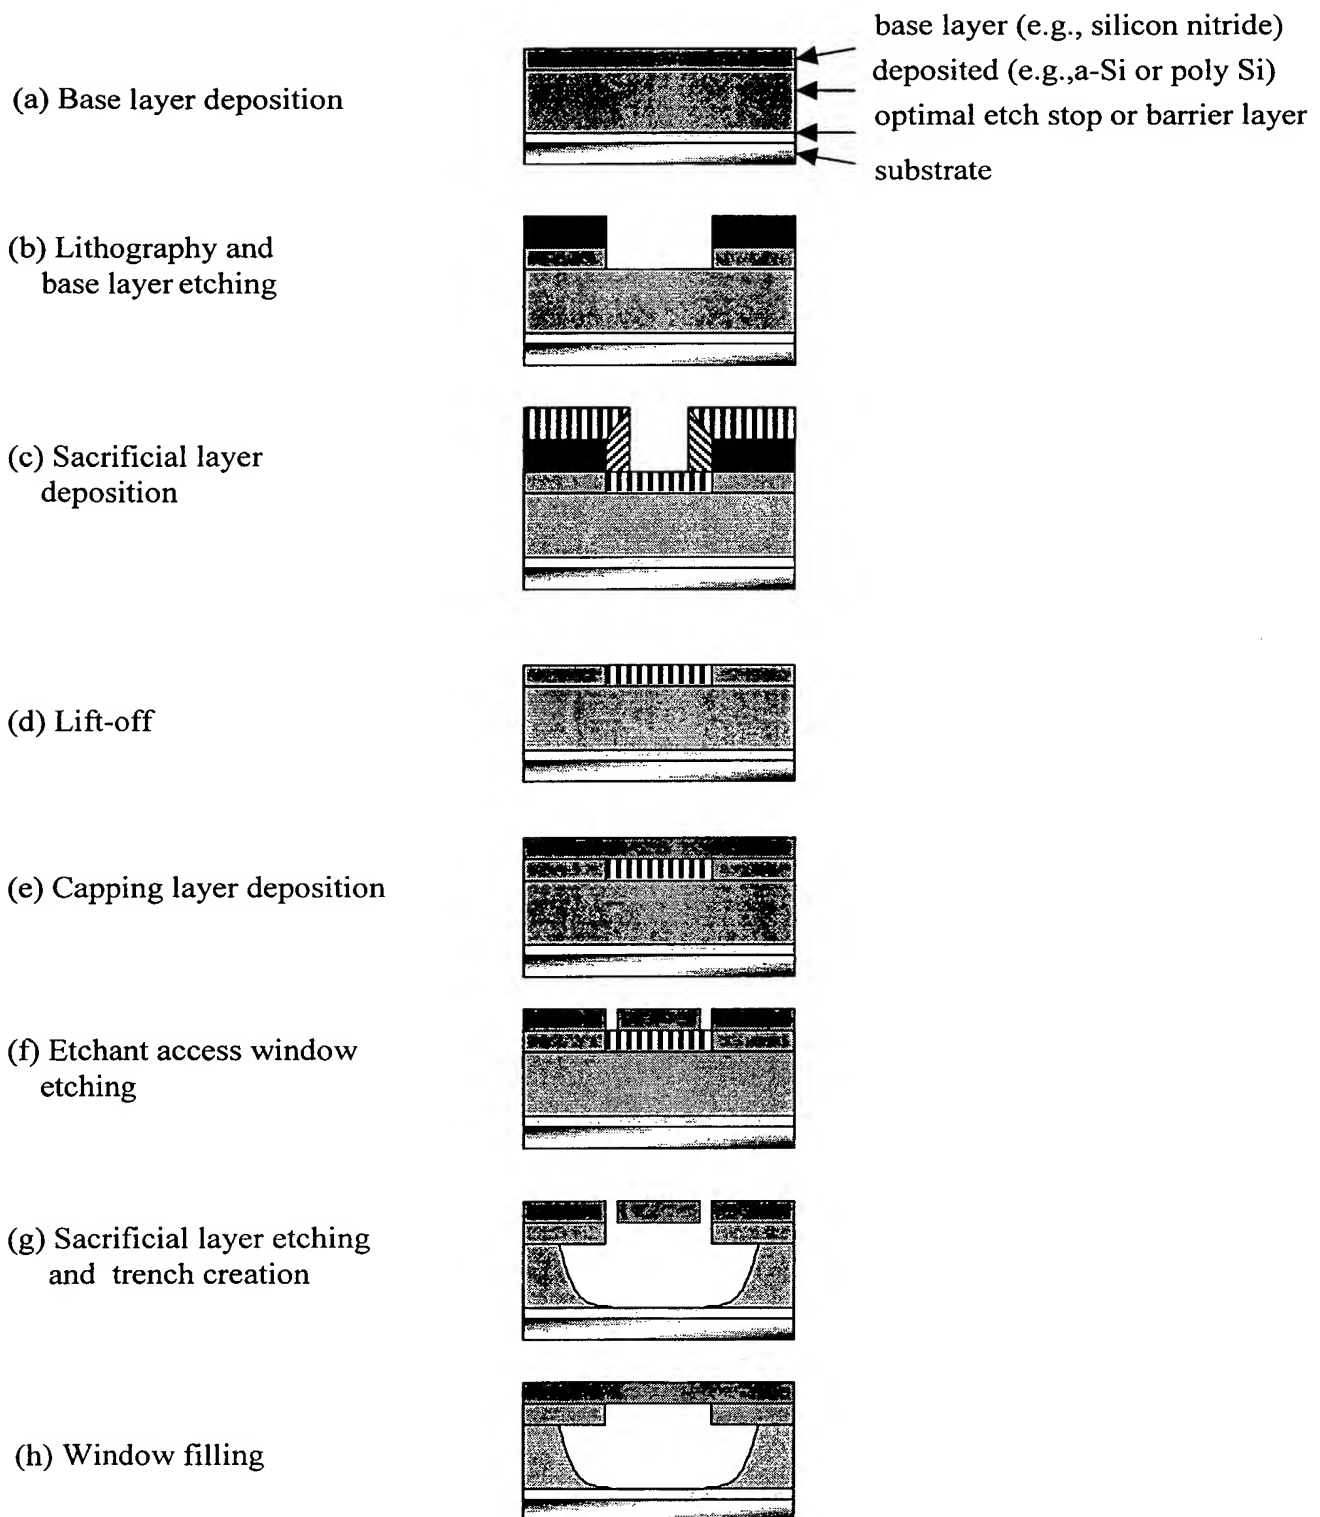 base layer (e.g., silicon nitride)
deposited (e.g.,a-Si or poly Si)
optimal etch stop or barrier layer
substrate
(a) Base layer deposition
(b) Lithography and
base layer etching
(c) Sacrificial layer
deposition
(d) Lift-off
(e) Capping layer deposition
(f) Etchant access window
etching
(g) Sacrificial layer etching
and trench creation
(h) Window filling